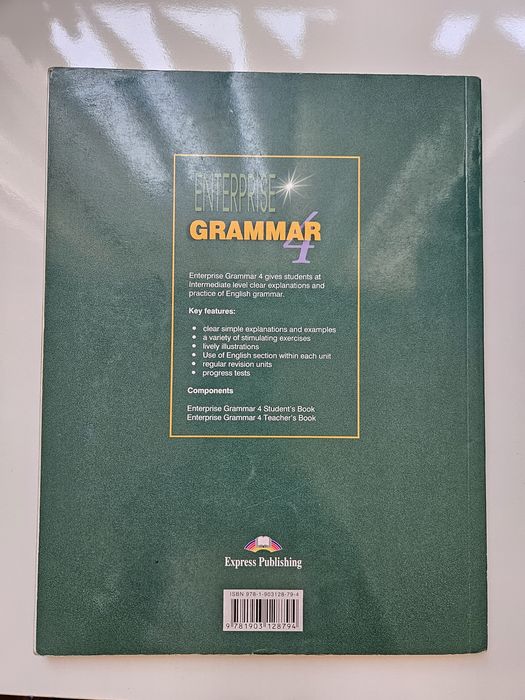 ENTERPRISE
GRAMMAR
4
Enterprise Grammar 4 gives students at
Intermediate level clear explanations and
practice of English grammar.
Key features:
• clear simple explanations and examples
• a variety of stimulating exercises
• lively illustrations
• Use of English section within each unit
• regular revision units
• progress tests
Components
Enterprise Grammar 4 Student's Book
Enterprise Grammar 4 Teacher's Book
Express Publishing
ISBN 978-1-903128-79-4
9 781903 128794